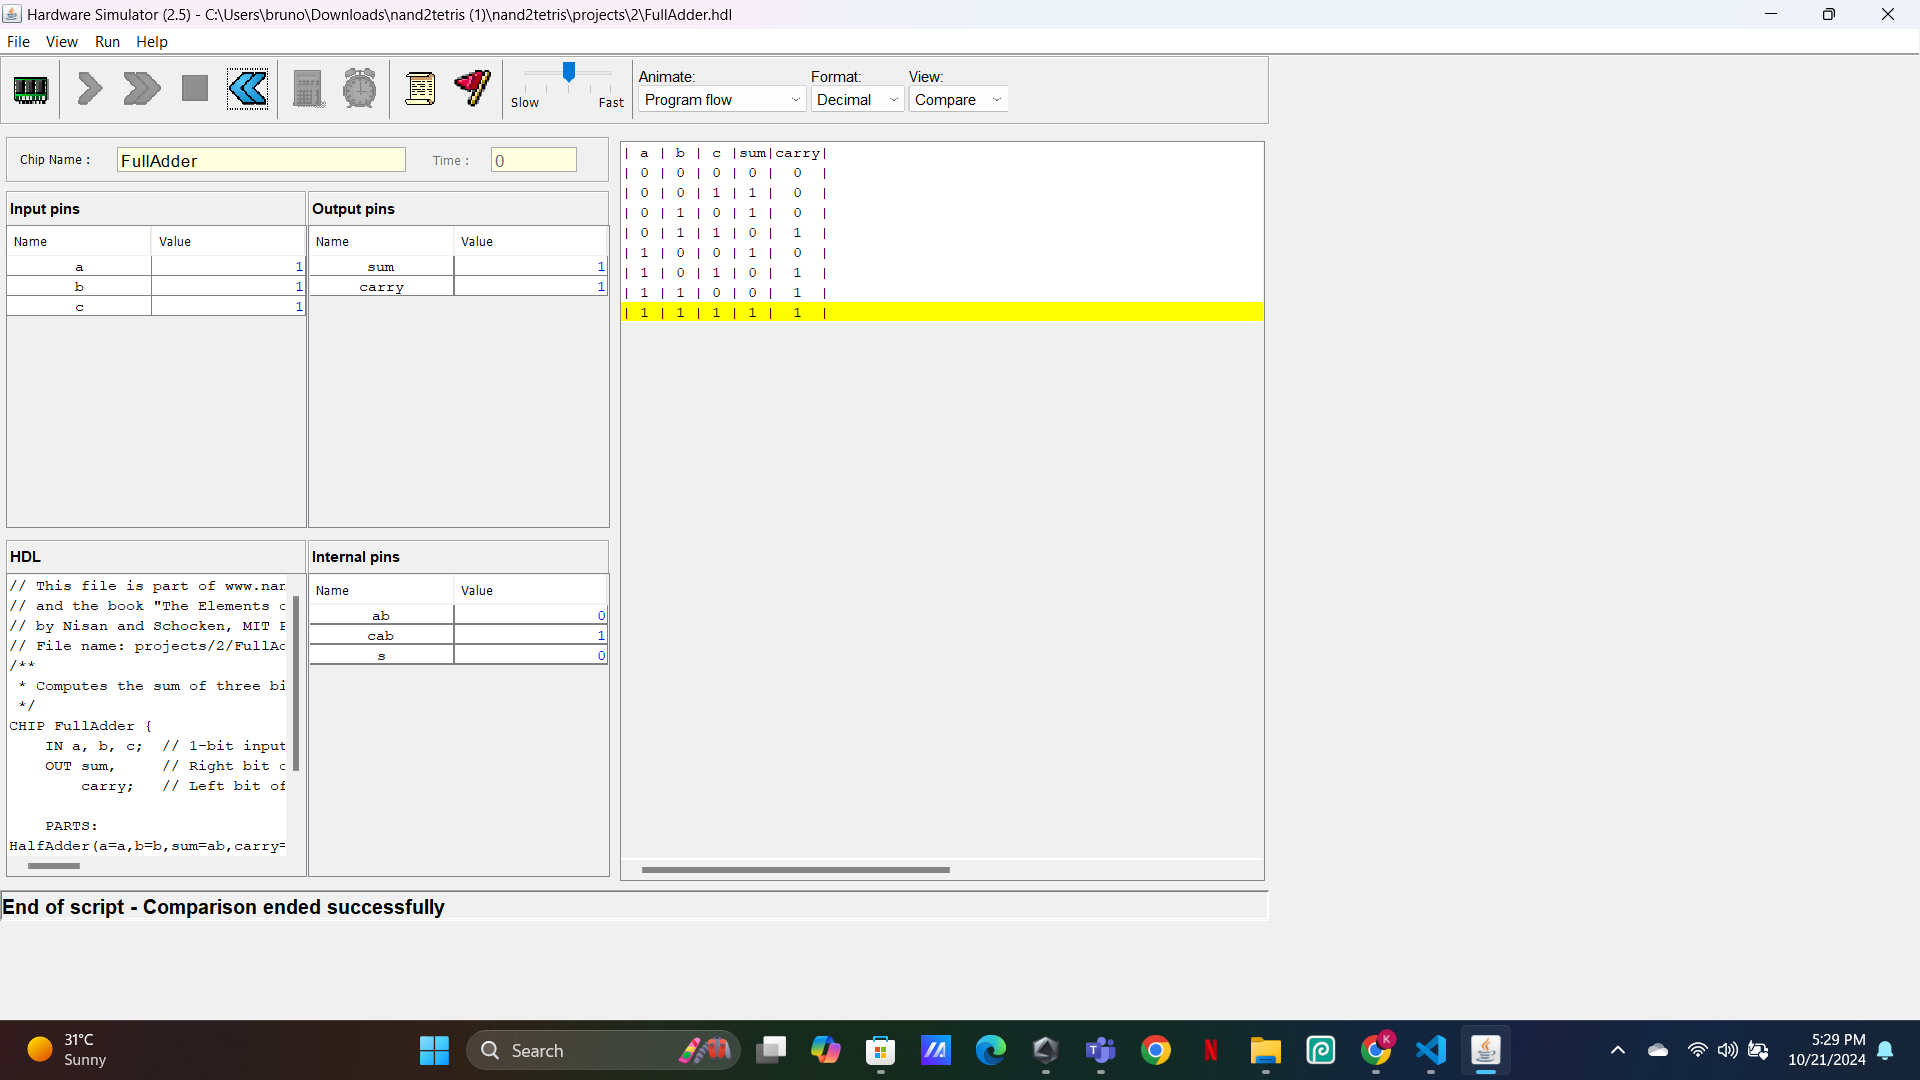 Hardware Simulator (2.5) - C:\Users\bruno\Downloads\nand2tetris (1)\nand2tetris\projects\2\FullAdder.hdl
File View Run Help
Animate: Format: View:
Slow Fast Program flow Decimal Compare
Chip Name : FullAdder Time : 0
Input pins
Name Value
a 1
b 1
c 1
Output pins
Name Value
sum 1
carry 1
| a | b | c |sum|carry|
| 0 | 0 | 0 | 0 | 0 |
| 0 | 0 | 1 | 1 | 0 |
| 0 | 1 | 0 | 1 | 0 |
| 0 | 1 | 1 | 0 | 1 |
| 1 | 0 | 0 | 1 | 0 |
| 1 | 0 | 1 | 0 | 1 |
| 1 | 1 | 0 | 0 | 1 |
| 1 | 1 | 1 | 1 | 1 |
HDL
// This file is part of www.nan
// and the book "The Elements o
// by Nisan and Schocken, MIT P
// File name: projects/2/FullAd
/**
* Computes the sum of three bi
*/
CHIP FullAdder {
IN a, b, c; // 1-bit input
OUT sum, // Right bit o
carry; // Left bit of
PARTS:
HalfAdder(a=a,b=b,sum=ab,carry=
Internal pins
Name Value
ab 0
cab 1
s 0
End of script - Comparison ended successfully
31°C
Sunny
Search
K
5:29 PM
10/21/2024